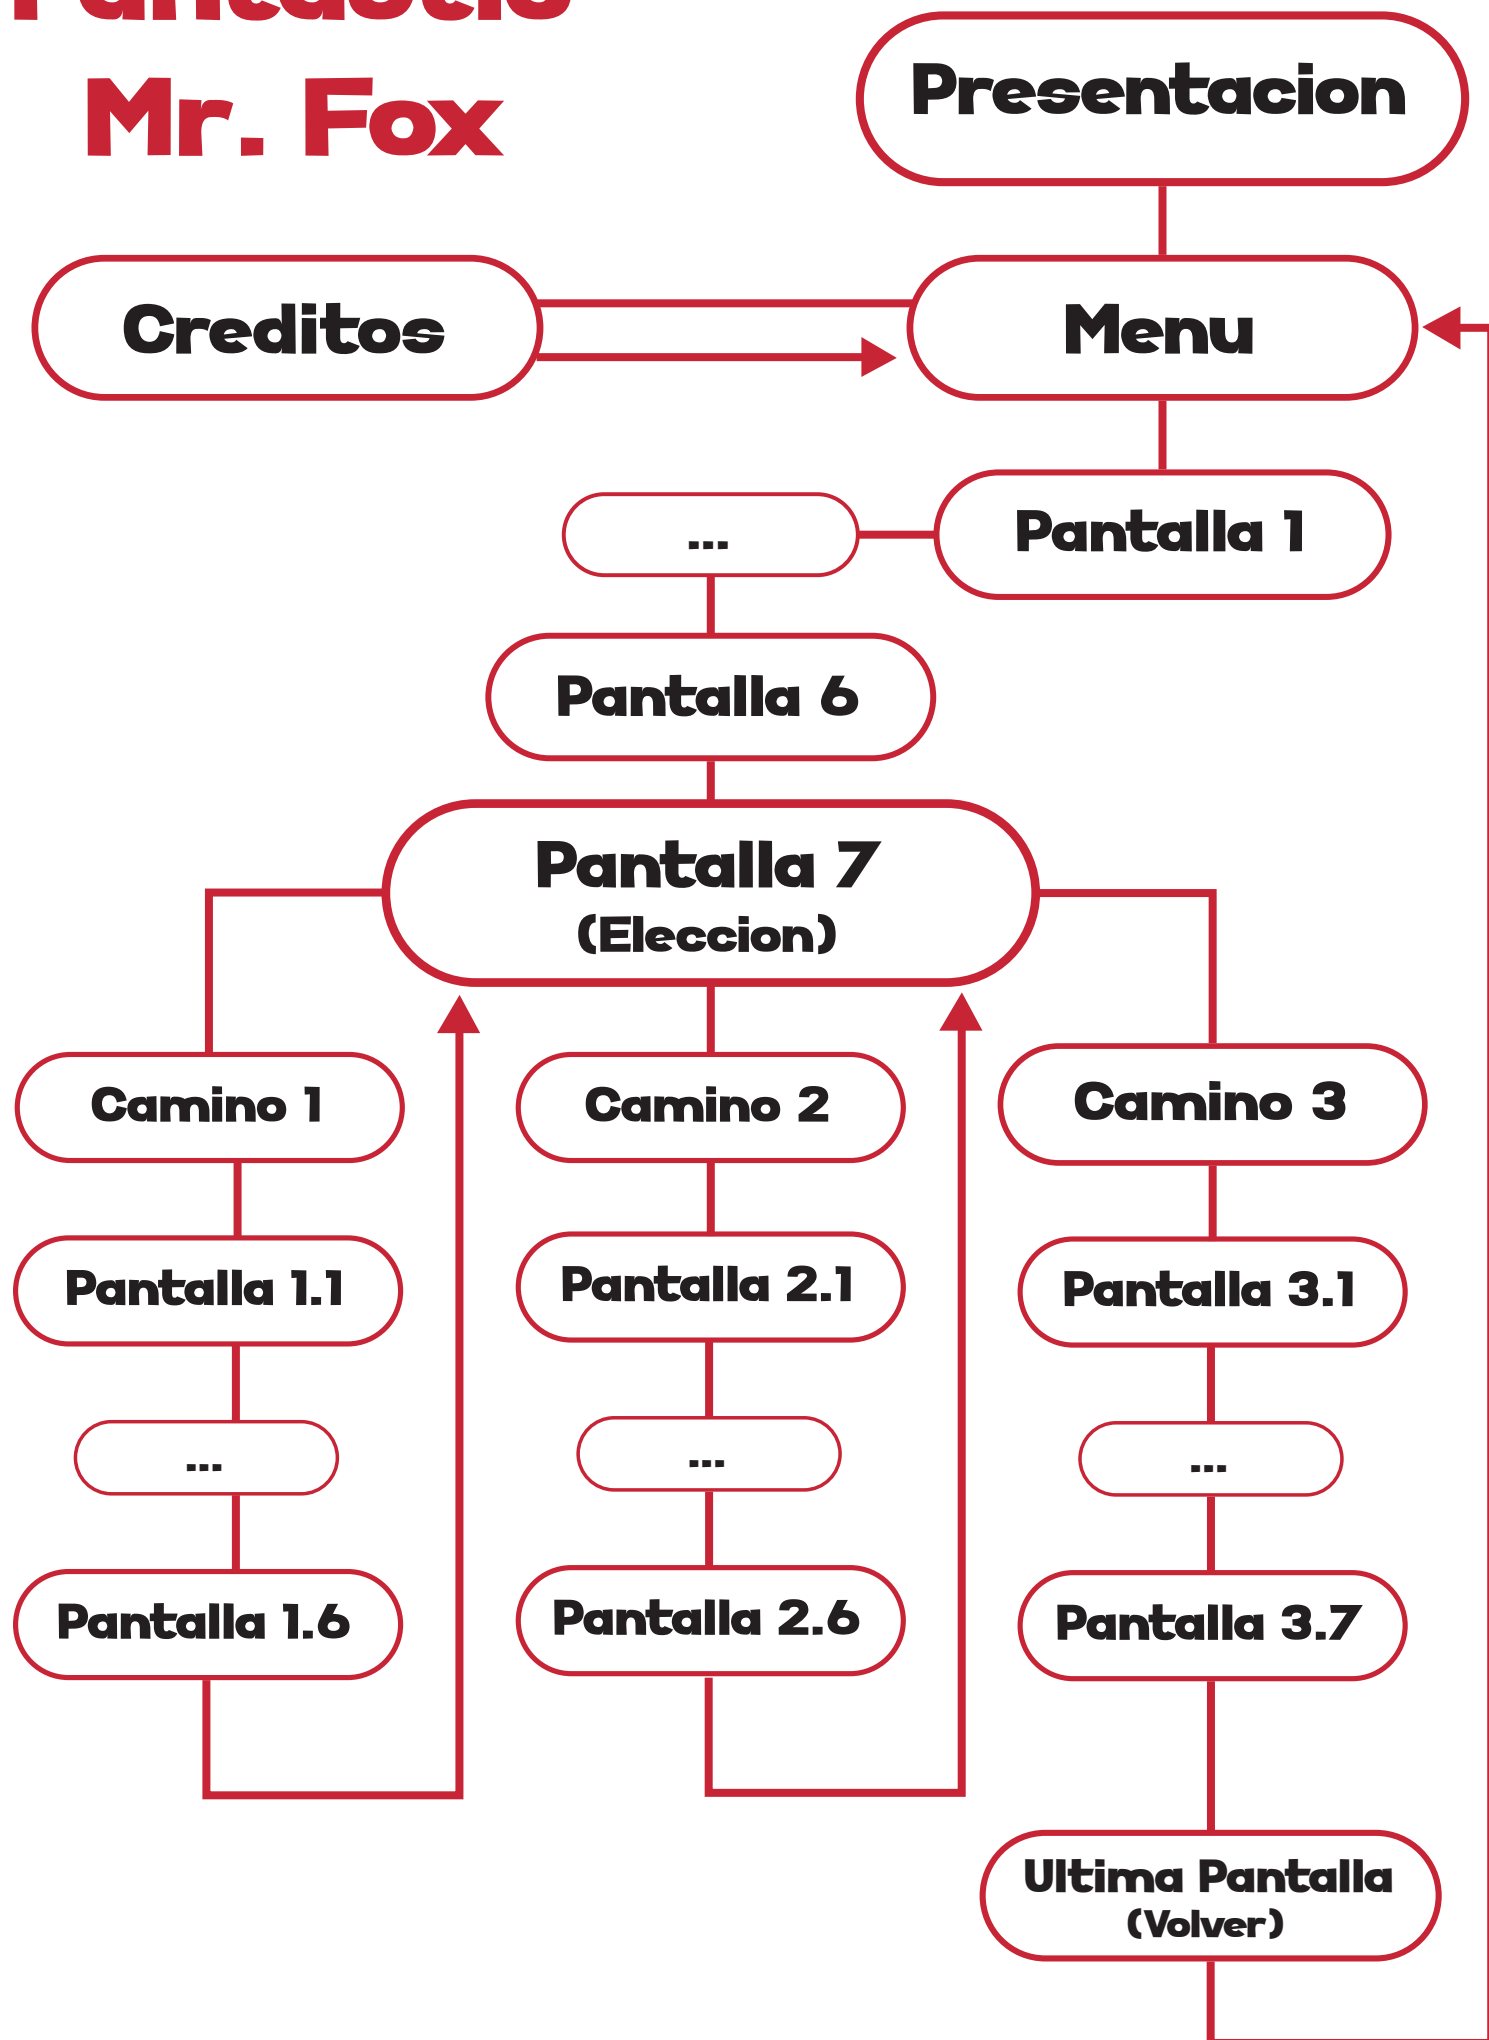 Mr. Fox
Presentacion
Creditos
Menu
...
Pantalla 1
Pantalla 6
Pantalla 7
(Eleccion)
Camino 1
Camino 2
Camino 3
Pantalla 1.1
Pantalla 2.1
Pantalla 3.1
...
...
...
Pantalla 1.6
Pantalla 2.6
Pantalla 3.7
Ultima Pantalla
(Volver)